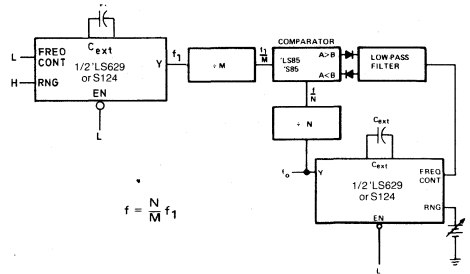 COMPARATOR
L
FREQ
CONT
H
RNG
Cext
1/2'LS629
or S124
EN
Y
L
f1
÷ M
f1
M
'LS85
'S85
A>B
A<B
LOW-PASS
FILTER
f
N
÷ N
fo
Y
Cext
Cext
1/2 'LS629
or S124
EN
FREQ
CONT
RNG
L
f = N/M f1